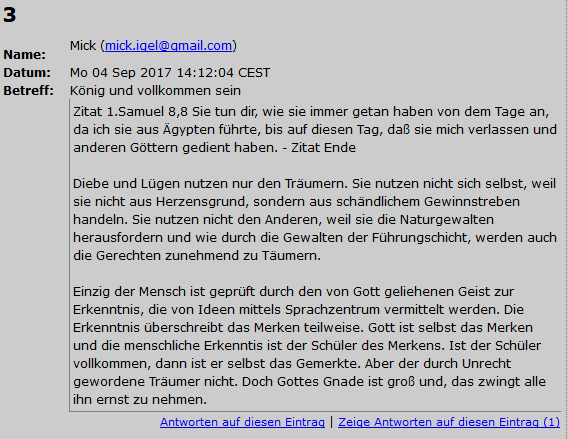 3
Name: Mick (mick.igel@gmail.com)
Datum: Mo 04 Sep 2017 14:12:04 CEST
Betreff: König und vollkommen sein
Zitat 1.Samuel 8,8 Sie tun dir, wie sie immer getan haben von dem Tage an,
da ich sie aus Ägypten führte, bis auf diesen Tag, daß sie mich verlassen und
anderen Göttern gedient haben. - Zitat Ende
Diebe und Lügen nutzen nur den Träumern. Sie nutzen nicht sich selbst, weil
sie nicht aus Herzensgrund, sondern aus schändlichem Gewinnstreben
handeln. Sie nutzen nicht den Anderen, weil sie die Naturgewalten
herausfordern und wie durch die Gewalten der Führungschicht, werden auch
die Gerechten zunehmend zu Täumern.
Einzig der Mensch ist geprüft durch den von Gott geliehenen Geist zur
Erkenntnis, die von Ideen mittels Sprachzentrum vermittelt werden. Die
Erkenntnis überschreibt das Merken teilweise. Gott ist selbst das Merken
und die menschliche Erkentis ist der Schüler des Merkens. Ist der Schüler
vollkommen, dann ist er selbst das Gemerkte. Aber der durch Unrecht
gewordene Träumer nicht. Doch Gottes Gnade ist groß und, das zwingt alle
ihn ernst zu nehmen.
Antworten auf diesen Eintrag | Zeige Antworten auf diesen Eintrag (1)